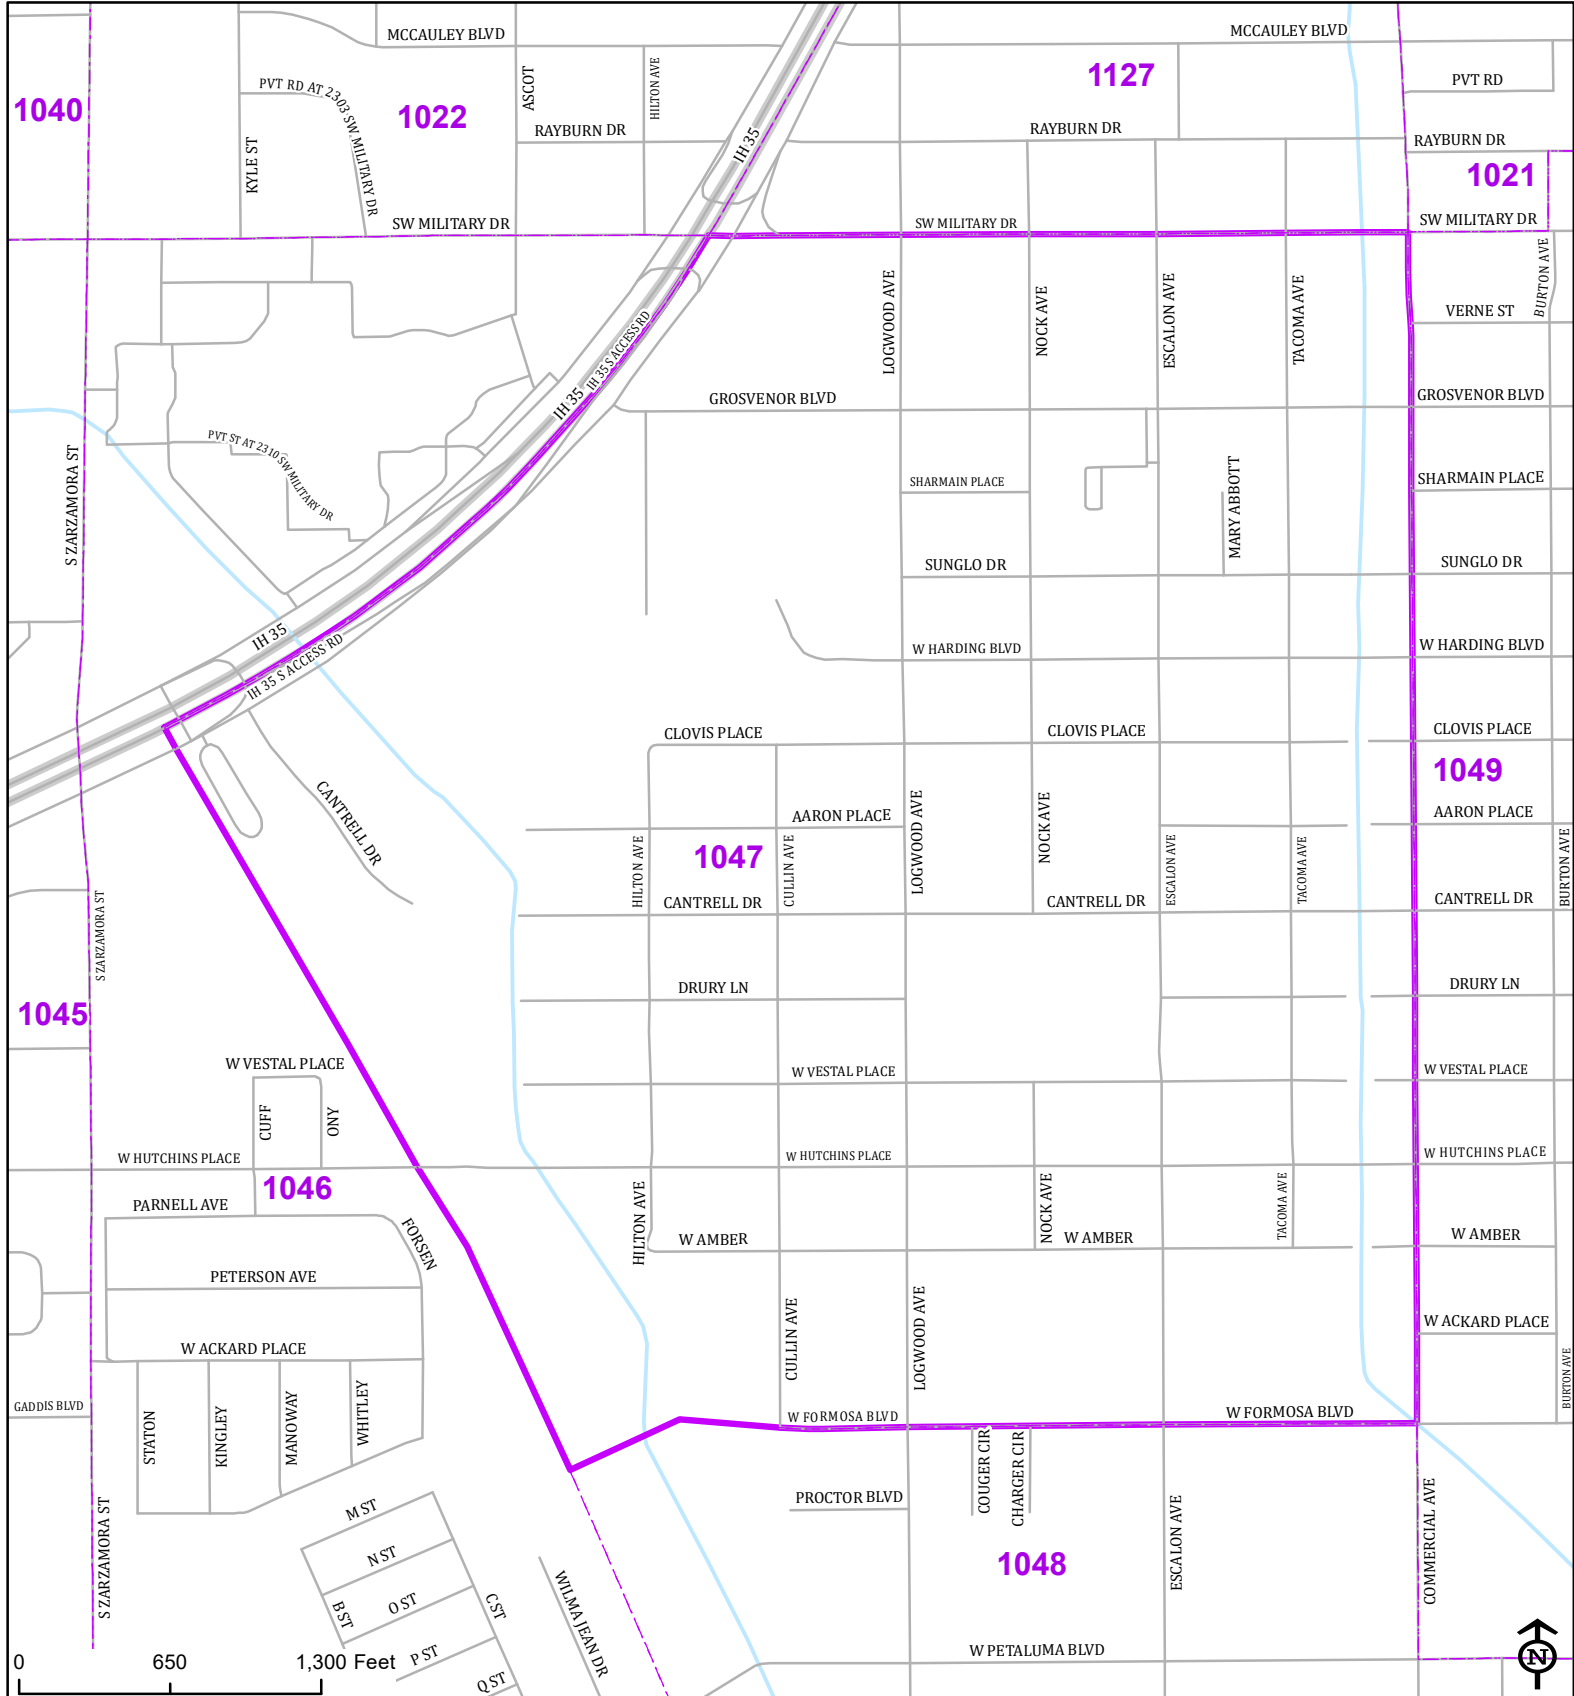 MCCAULEY BLVD
MCCAULEY BLVD
1040
PVT RD AT 2303 SW MILITARY DR
1022
ASCOT
HILTON AVE
1127
PVT RD
KYLE ST
RAYBURN DR
IH 35
RAYBURN DR
RAYBURN DR
1021
SW MILITARY DR
SW MILITARY DR
SW MILITARY DR
LOGWOOD AVE
NOCK AVE
ESCALON AVE
TACOMA AVE
BURTON AVE
VERNE ST
IH 35 S ACCESS RD
IH 35
GROSVENOR BLVD
GROSVENOR BLVD
S ZARZAMORA ST
PVT ST AT 2310 SW MILITARY DR
SHARMAIN PLACE
MARY ABBOTT
SHARMAIN PLACE
SUNGLO DR
SUNGLO DR
IH 35
IH 35 S ACCESS RD
W HARDING BLVD
W HARDING BLVD
CLOVIS PLACE
CLOVIS PLACE
CLOVIS PLACE
1049
CANTRELL DR
AARON PLACE
AARON PLACE
1047
HILTON AVE
CULLIN AVE
LOGWOOD AVE
NOCK AVE
ESCALON AVE
TACOMA AVE
BURTON AVE
CANTRELL DR
CANTRELL DR
CANTRELL DR
S ZARZAMORA ST
DRURY LN
DRURY LN
1045
W VESTAL PLACE
W VESTAL PLACE
W VESTAL PLACE
CUFF
ONY
W HUTCHINS PLACE
W HUTCHINS PLACE
W HUTCHINS PLACE
1046
PARNELL AVE
FORSEN
HILTON AVE
W AMBER
NOCK AVE
W AMBER
TACOMA AVE
W AMBER
PETERSON AVE
W ACKARD PLACE
CULLIN AVE
LOGWOOD AVE
W ACKARD PLACE
BURTON AVE
GADDIS BLVD
STATON
KINGLEY
MANOWAY
WHITLEY
W FORMOSA BLVD
W FORMOSA BLVD
COUGER CIR
CHARGER CIR
PROCTOR BLVD
S ZARZAMORA ST
M ST
N ST
O ST
B ST
C ST
P ST
Q ST
WILMA JEAN DR
1048
ESCALON AVE
COMMERCIAL AVE
W PETALUMA BLVD
0 650 1,300 Feet
N